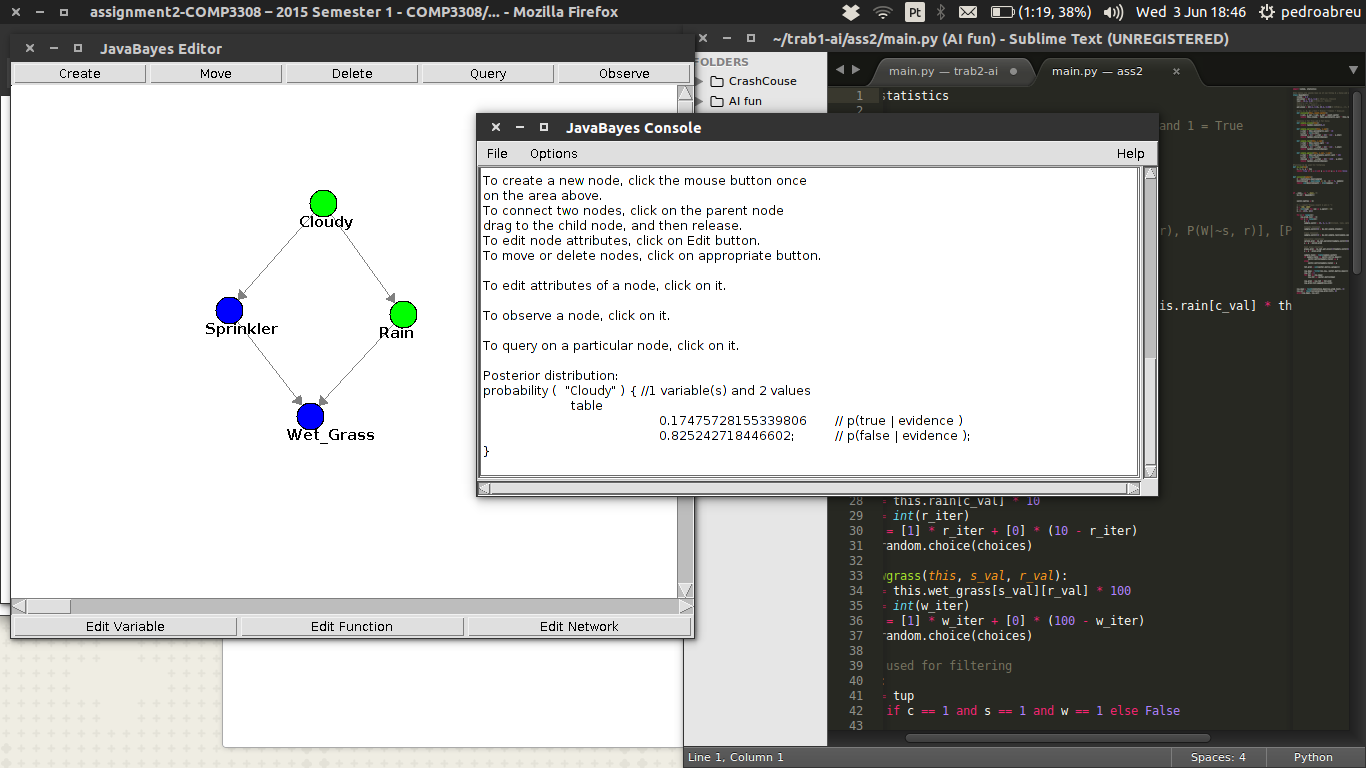 assignment2-COMP3308 – 2015 Semester 1 - COMP3308/... - Mozilla Firefox
Pt
(1:19, 38%)
Wed 3 Jun 18:46
pedroabreu
JavaBayes Editor
Create Move Delete Query Observe
Cloudy
Sprinkler
Rain
Wet_Grass
Edit Variable Edit Function Edit Network
~/trab1-ai/ass2/main.py (AI fun) - Sublime Text (UNREGISTERED)
FOLDERS
CrashCouse
AI fun
main.py — trab2-ai
main.py — ass2
1 statistics
2
and 1 = True
r), P(W|~s, r)], [P
is.rain[c_val] * th
JavaBayes Console
File Options Help
To create a new node, click the mouse button once
on the area above.
To connect two nodes, click on the parent node
drag to the child node, and then release.
To edit node attributes, click on Edit button.
To move or delete nodes, click on appropriate button.
To edit attributes of a node, click on it.
To observe a node, click on it.
To query on a particular node, click on it.
Posterior distribution:
probability ( "Cloudy" ) { //1 variable(s) and 2 values
table
0.17475728155339806 // p(true | evidence )
0.825242718446602; // p(false | evidence );
}
28 = this.rain[c_val] * 10
29 = int(r_iter)
30 = [1] * r_iter + [0] * (10 - r_iter)
31 random.choice(choices)
32
33 wgrass(this, s_val, r_val):
34 = this.wet_grass[s_val][r_val] * 100
35 = int(w_iter)
36 = [1] * w_iter + [0] * (100 - w_iter)
37 random.choice(choices)
38
39 used for filtering
40 :
41 = tup
42 if c == 1 and s == 1 and w == 1 else False
43
Line 1, Column 1
Spaces: 4
Python